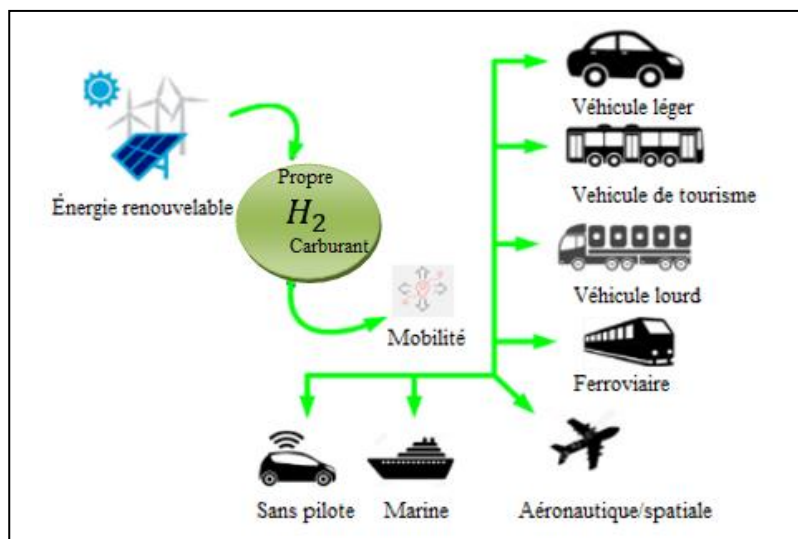 Énergie renouvelable
Propre
H₂
Carburant
Mobilité
Véhicule léger
Vehicule de tourisme
Véhicule lourd
Ferroviaire
Sans pilote
Marine
Aéronautique/spatiale